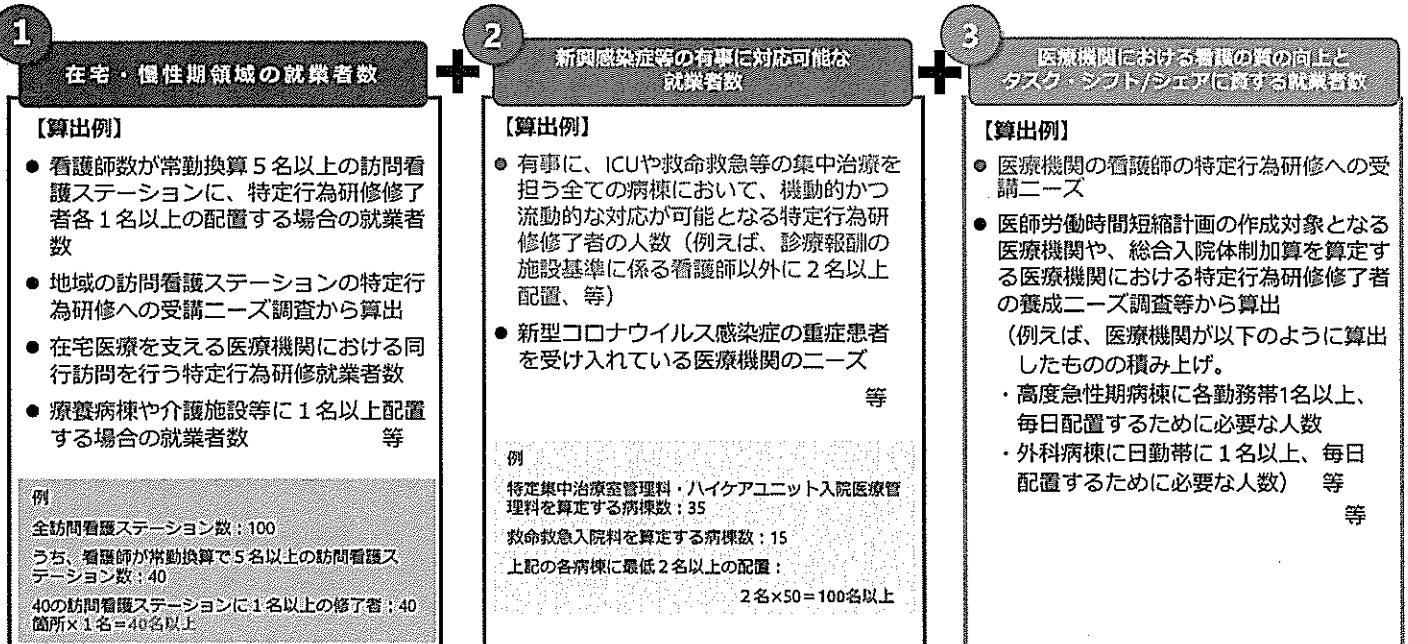 1
在宅・慢性期領域の就業者数
【算出例】
● 看護師数が常勤換算5名以上の訪問看
護ステーションに、特定行為研修修了
者各1名以上の配置する場合の就業者
数
● 地域の訪問看護ステーションの特定行
為研修への受講ニーズ調査から算出
● 在宅医療を支える医療機関における同
行訪問を行う特定行為研修就業者数
● 療養病棟や介護施設等に1名以上配置
する場合の就業者数 等
例
全訪問看護ステーション数:100
うち、看護師が常勤換算で5名以上の訪問看護ス
テーション数:40
40の訪問看護ステーションに1名以上の修了者:40
箇所×1名=40名以上
+
2
新興感染症等の有事に対応可能な
就業者数
【算出例】
● 有事に、ICUや救命救急等の集中治療を
担う全ての病棟において、機動的かつ
流動的な対応が可能となる特定行為研
修修了者の人数(例えば、診療報酬の
施設基準に係る看護師以外に2名以上
配置、等)
● 新型コロナウイルス感染症の重症患者
を受け入れている医療機関のニーズ
等
例
特定集中治療室管理料・ハイケアユニット入院医療管
理料を算定する病棟数:35
救命救急入院料を算定する病棟数:15
上記の各病棟に最低2名以上の配置:
2名×50=100名以上
+
3
医療機関における看護の質の向上と
タスク・シフト/シェアに資する就業者数
【算出例】
● 医療機関の看護師の特定行為研修への受
講ニーズ
● 医師労働時間短縮計画の作成対象となる
医療機関や、総合入院体制加算を算定す
る医療機関における特定行為研修修了者
の養成ニーズ調査等から算出
(例えば、医療機関が以下のように算出
したものの積み上げ。
・高度急性期病棟に各勤務帯1名以上、
毎日配置するために必要な人数
・外科病棟に日勤帯に1名以上、毎日
配置するために必要な人数) 等
等